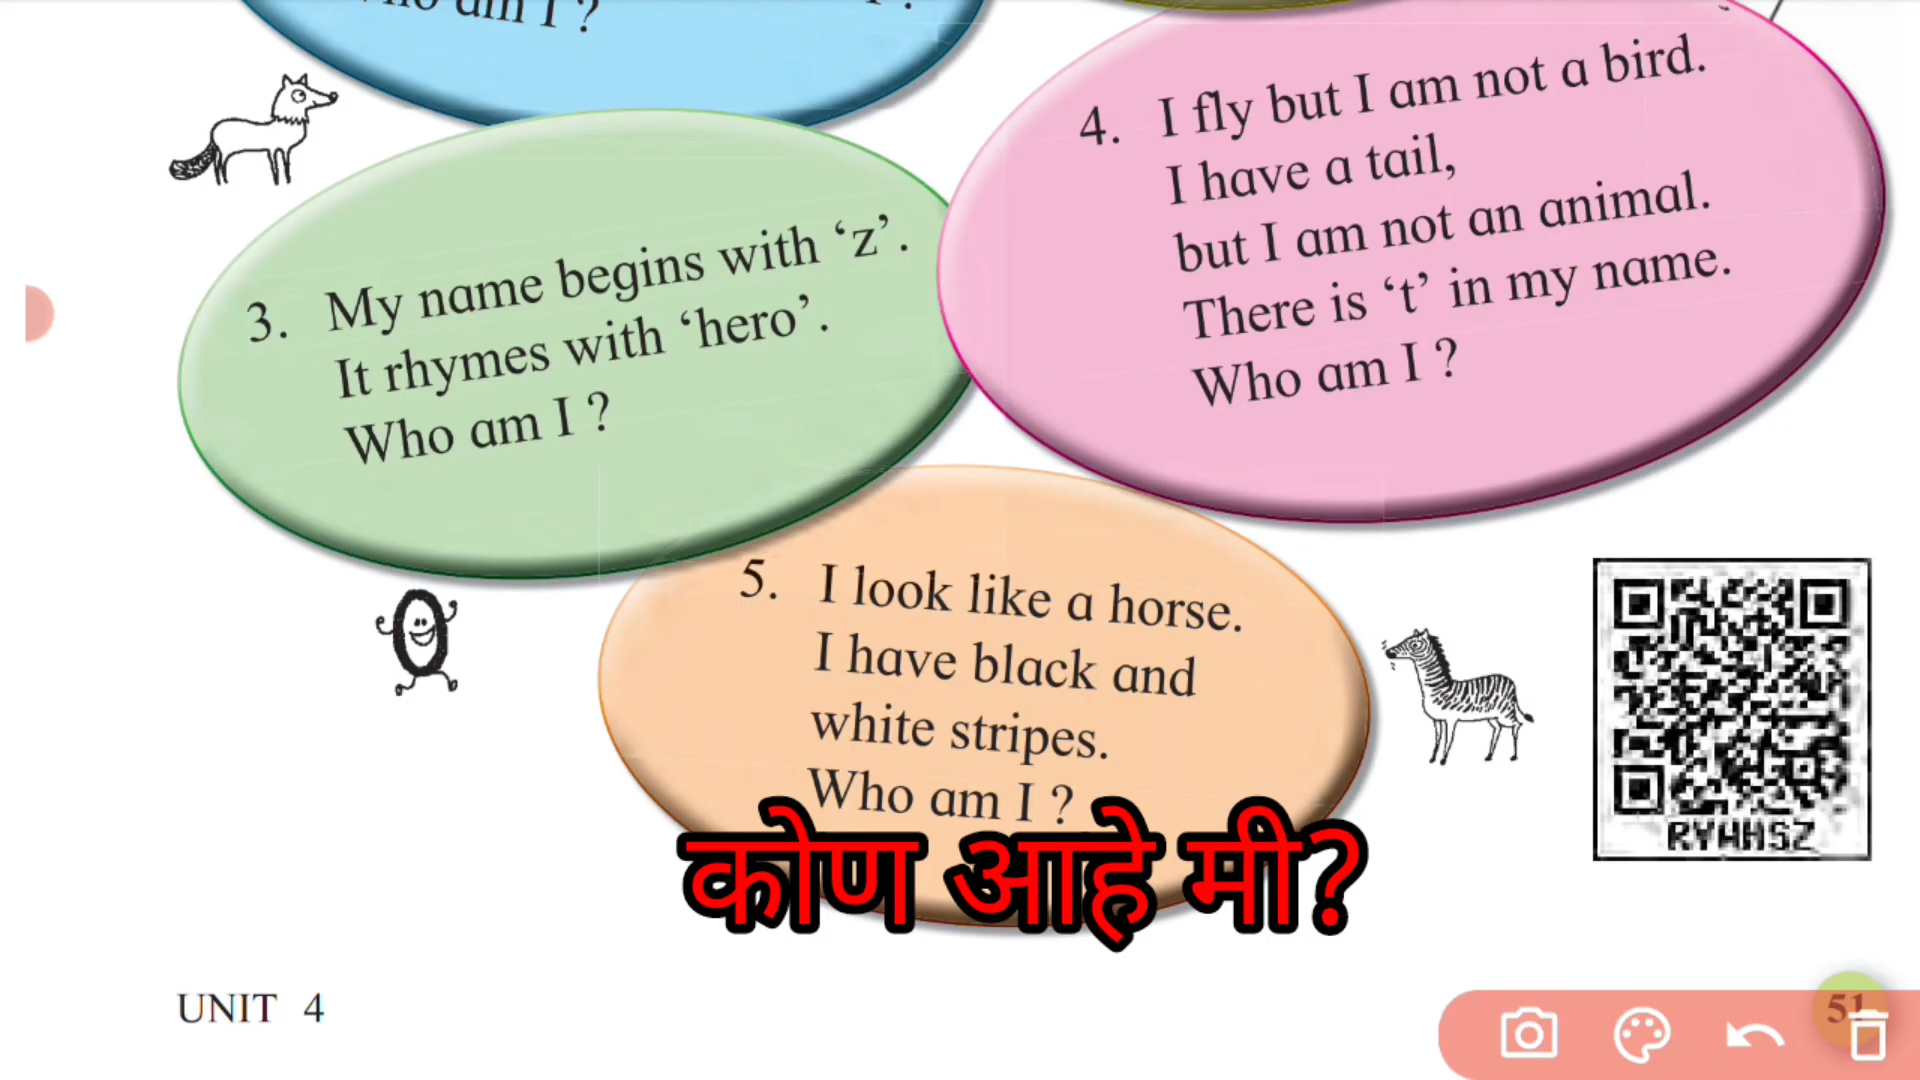 am I ?
3. My name begins with ‘z’.
It rhymes with ‘hero’.
Who am I ?
4. I fly but I am not a bird.
I have a tail,
but I am not an animal.
There is ‘t’ in my name.
Who am I ?
5. I look like a horse.
I have black and
white stripes.
Who am I ?
कोण आहे मी?
RYHHSZ
UNIT 4
51